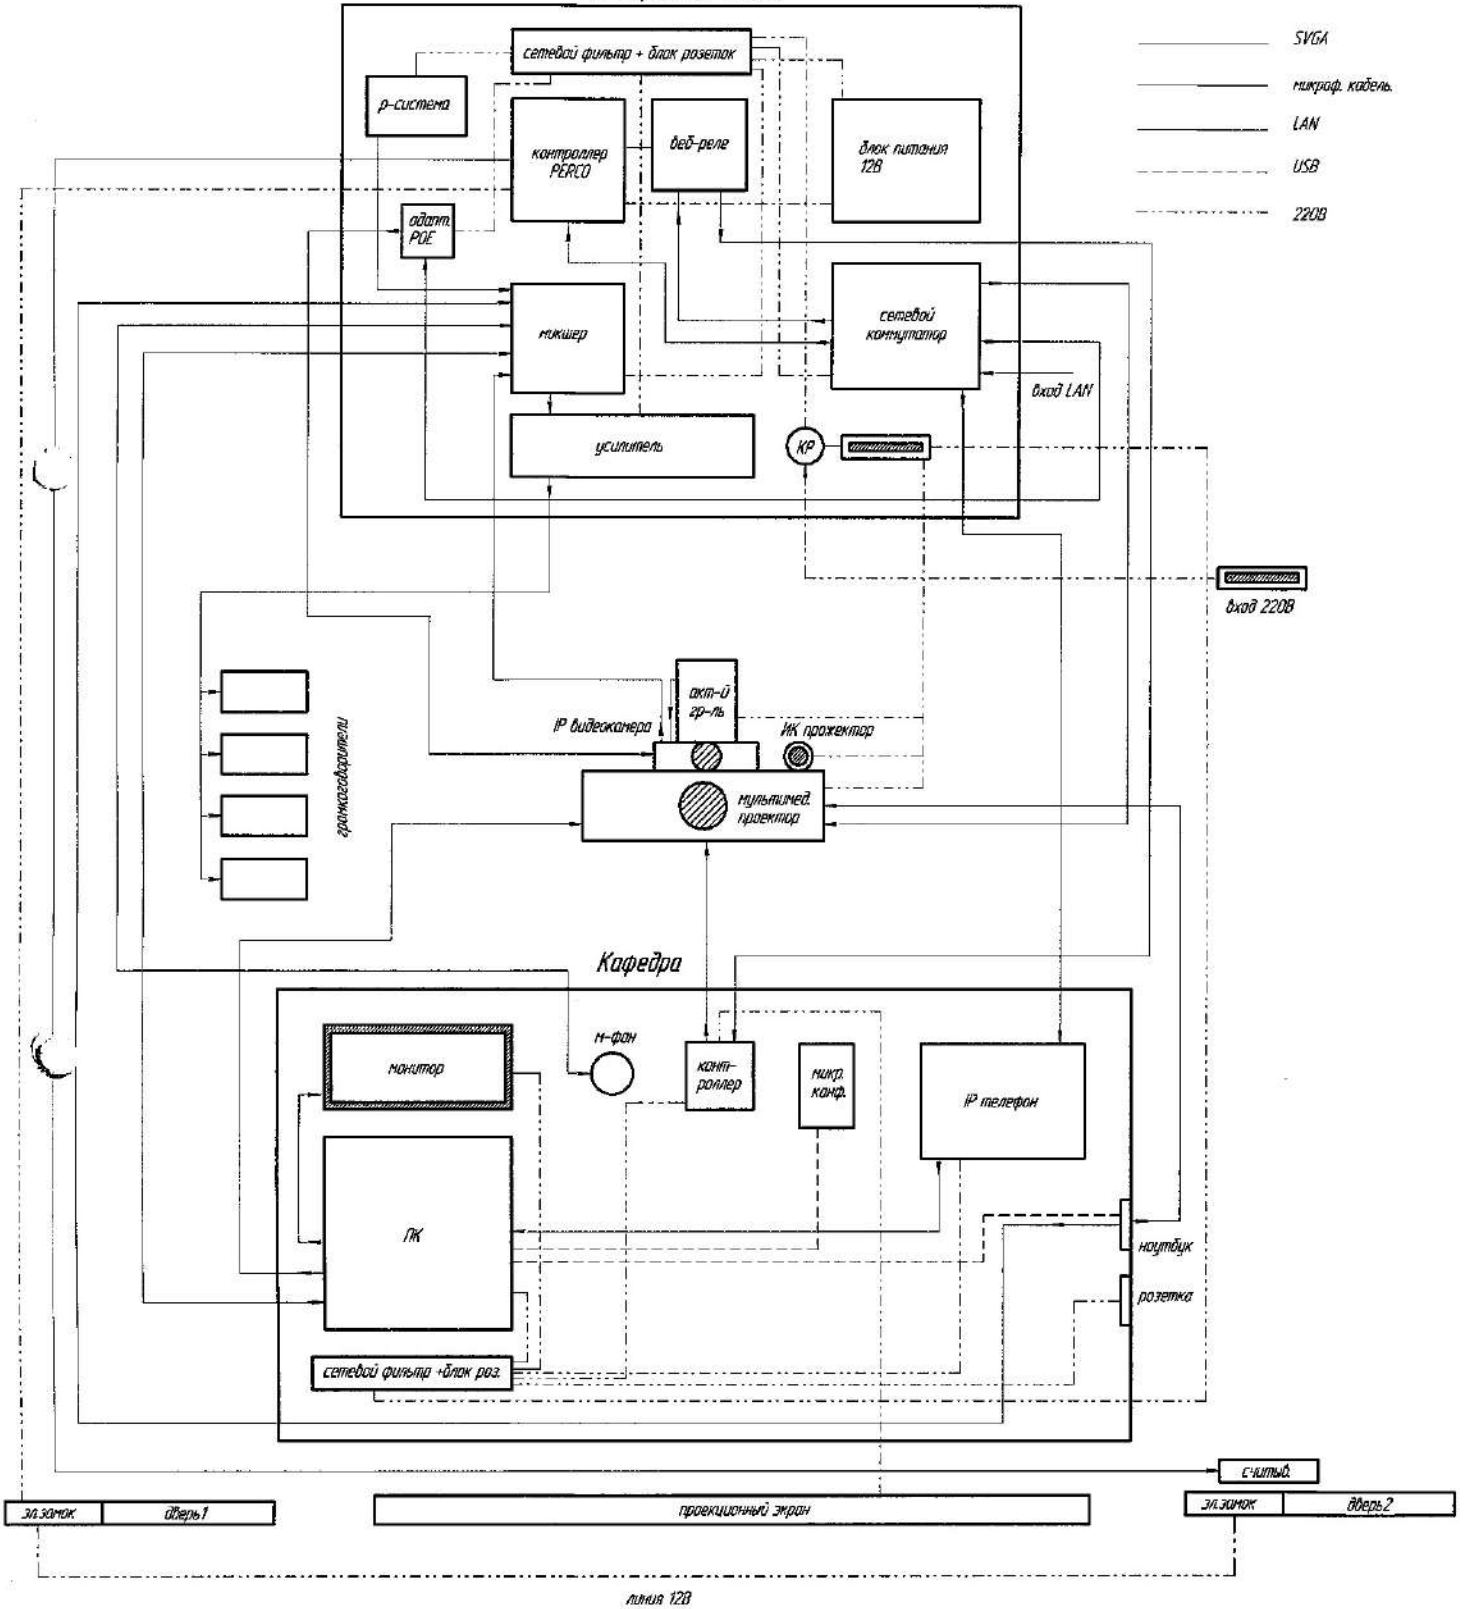 сетевой фильтр + блок розеток
SVGA
микроф. кабель.
LAN
USB
220В
р-система
контроллер
PERCO
веб-реле
блок питания
12В
адапт.
POE
микшер
сетевой
коммутатор
вход LAN
усилитель
КР
вход 220В
акт-й
гр-ль
IP видеокамера
ИК прожектор
мультимед.
проектор
громкоговорители
Кафедра
м-фон
монитор
конт-
роллер
микр.
конф.
IP телефон
ПК
ноутбук
розетка
сетевой фильтр +блок роз.
считыв.
эл.замок
дверь1
проекционный экран
эл.замок
дверь2
линия 12В